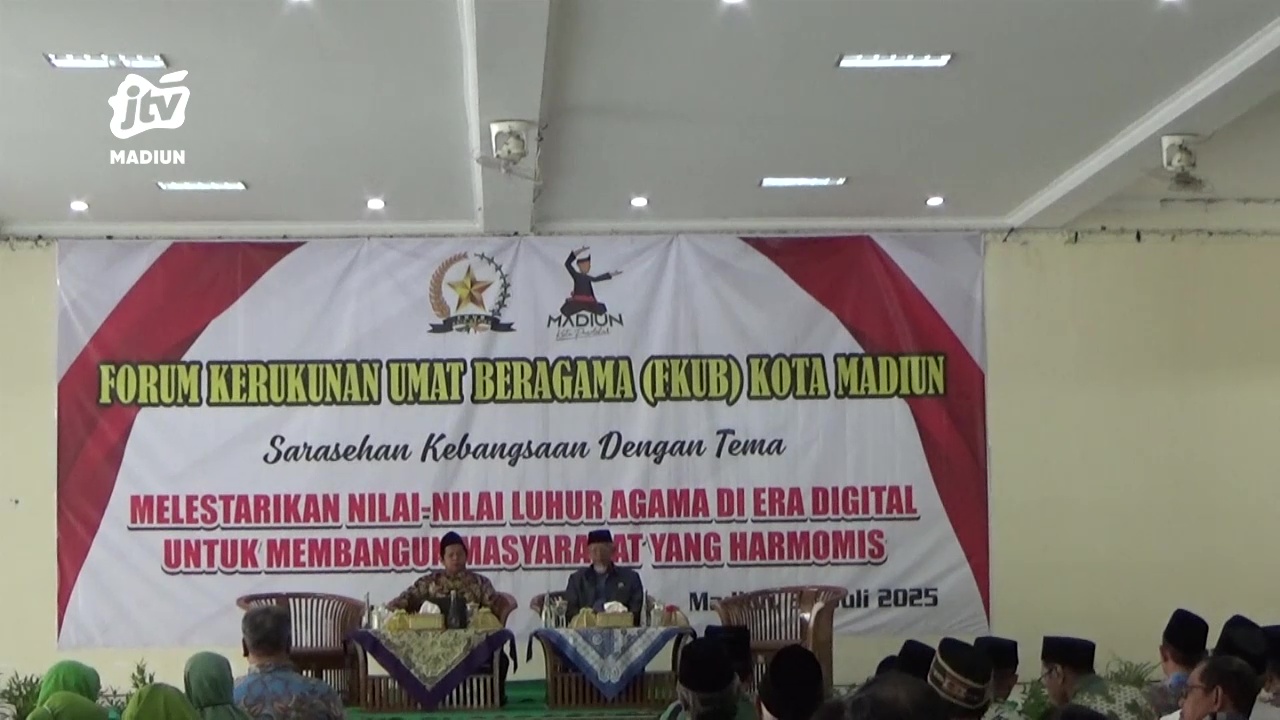 jtv
MADIUN
MADIUN
FORUM KERUKUNAN UMAT BERAGAMA (FKUB) KOTA MADIUN
Sarasehan Kebangsaan Dengan Tema
MELESTARIKAN NILAI-NILAI LUHUR AGAMA DI ERA DIGITAL
UNTUK MEMBANGUN MASYARAKAT YANG HARMOMIS
2025